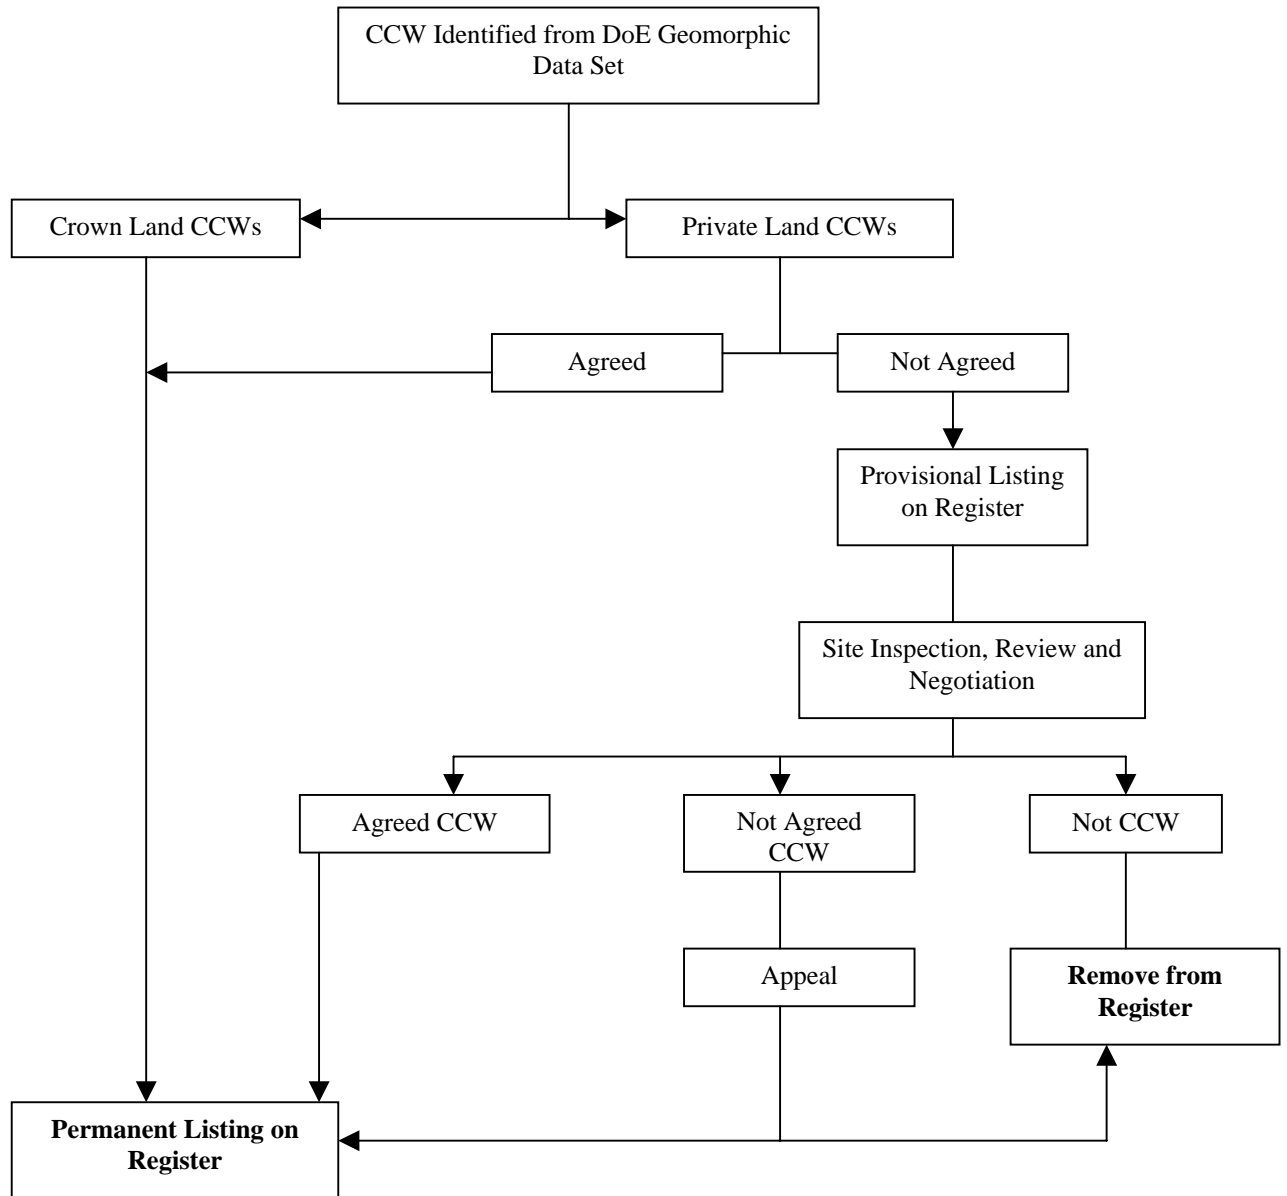 CCW Identified from DoE Geomorphic
Data Set
Crown Land CCWs
Private Land CCWs
Agreed
Not Agreed
Provisional Listing
on Register
Site Inspection, Review and
Negotiation
Agreed CCW
Not Agreed
CCW
Not CCW
Appeal
Remove from
Register
Permanent Listing on
Register